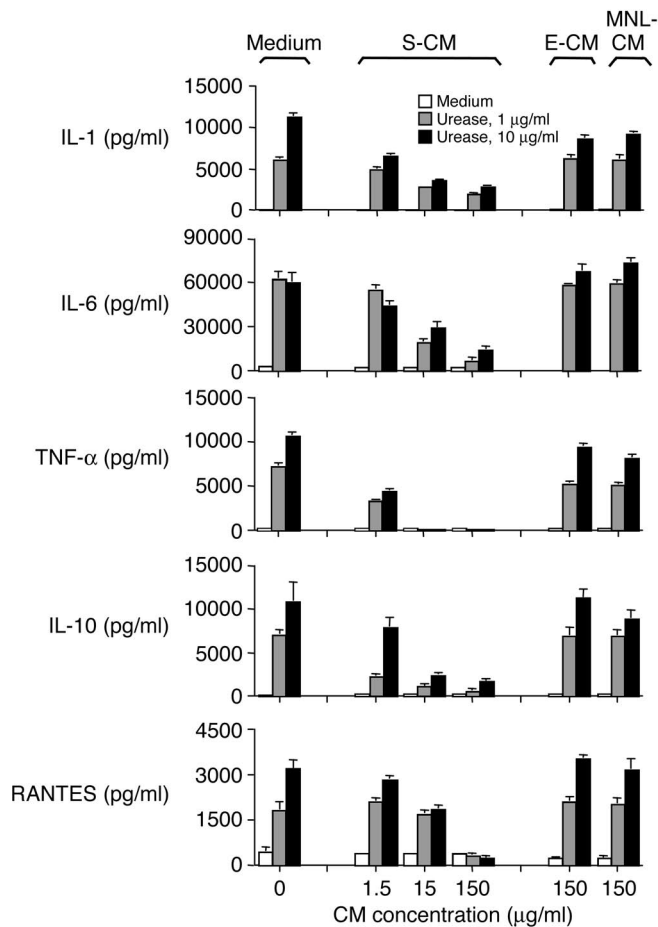 Medium S-CM E-CM MNL-
CM
IL-1 (pg/ml)
15000
10000
5000
0
Medium
Urease, 1 μg/ml
Urease, 10 μg/ml
IL-6 (pg/ml)
90000
60000
30000
0
TNF-α (pg/ml)
15000
10000
5000
0
IL-10 (pg/ml)
15000
10000
5000
0
RANTES (pg/ml)
4500
3000
1500
0
0 1.5 15 150 150 150
CM concentration (μg/ml)